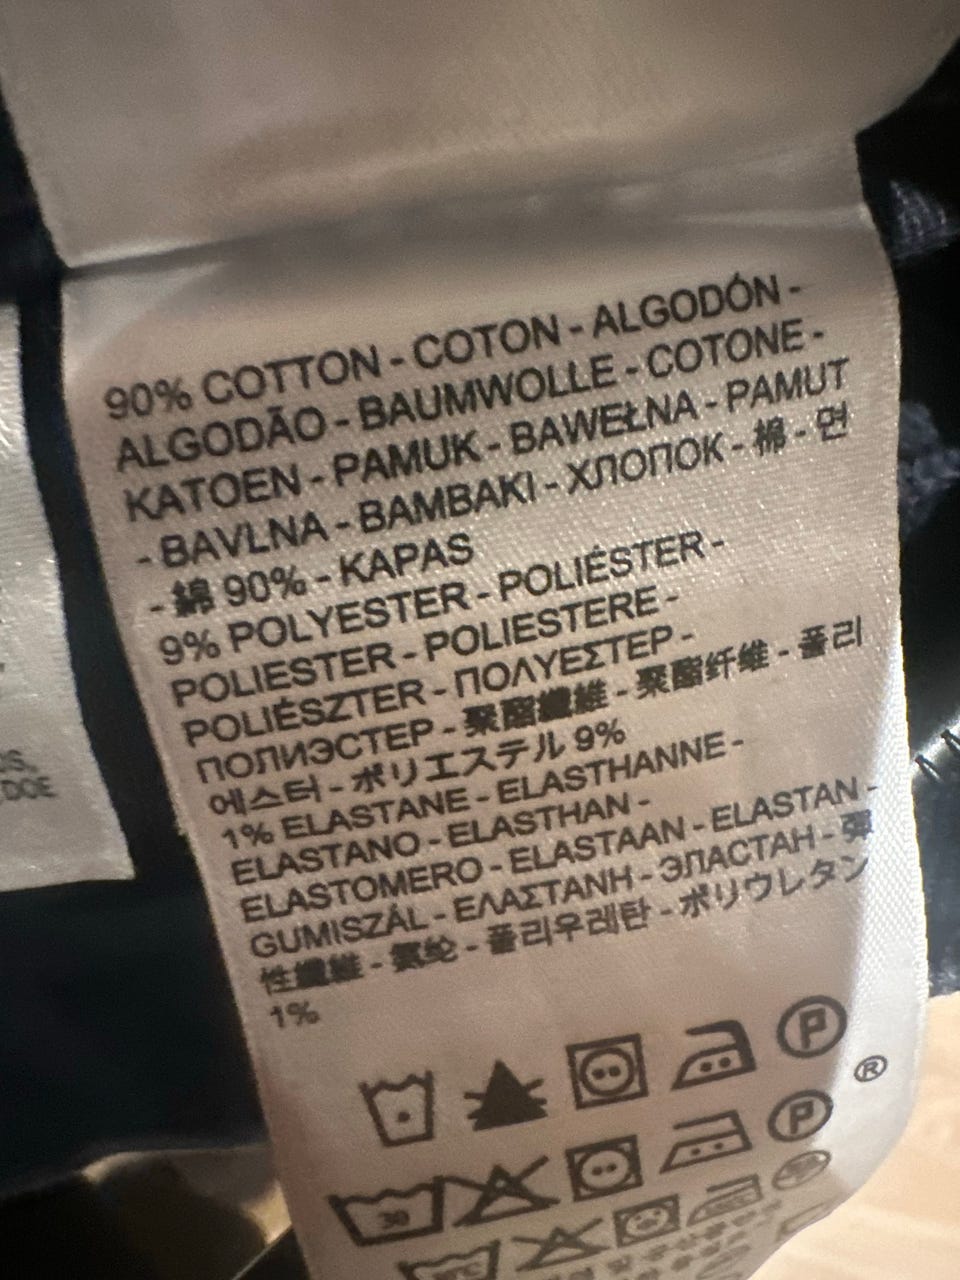 90% COTTON - COTON - ALGODÓN -
ALGODÃO - BAUMWOLLE - COTONE -
KATOEN - PAMUK - BAWEŁNA - PAMUT
- BAVLNA - BAMBAKI - ХЛОПОК - 棉 - 면
- 綿 90% - KAPAS
9% POLYESTER - POLIÉSTER -
POLIESTER - POLIESTERE -
POLIÉSZTER - ΠΟΛΥΕΣΤΕΡ -
ПОЛИЭСТЕР - 聚酯纖維 - 聚酯纤维 - 폴리
에스터 - ポリエステル 9%
1% ELASTANE - ELASTHANNE -
ELASTANO - ELASTHAN -
ELASTOMERO - ELASTAAN - ELASTAN -
GUMISZÁL - ΕΛΑΣΤΑΝΗ - ЭЛАСТАН - 彈
性纖維 - 氨纶 - 폴리우레탄 - ポリウレタン
1%
P
®
30
P
DOE